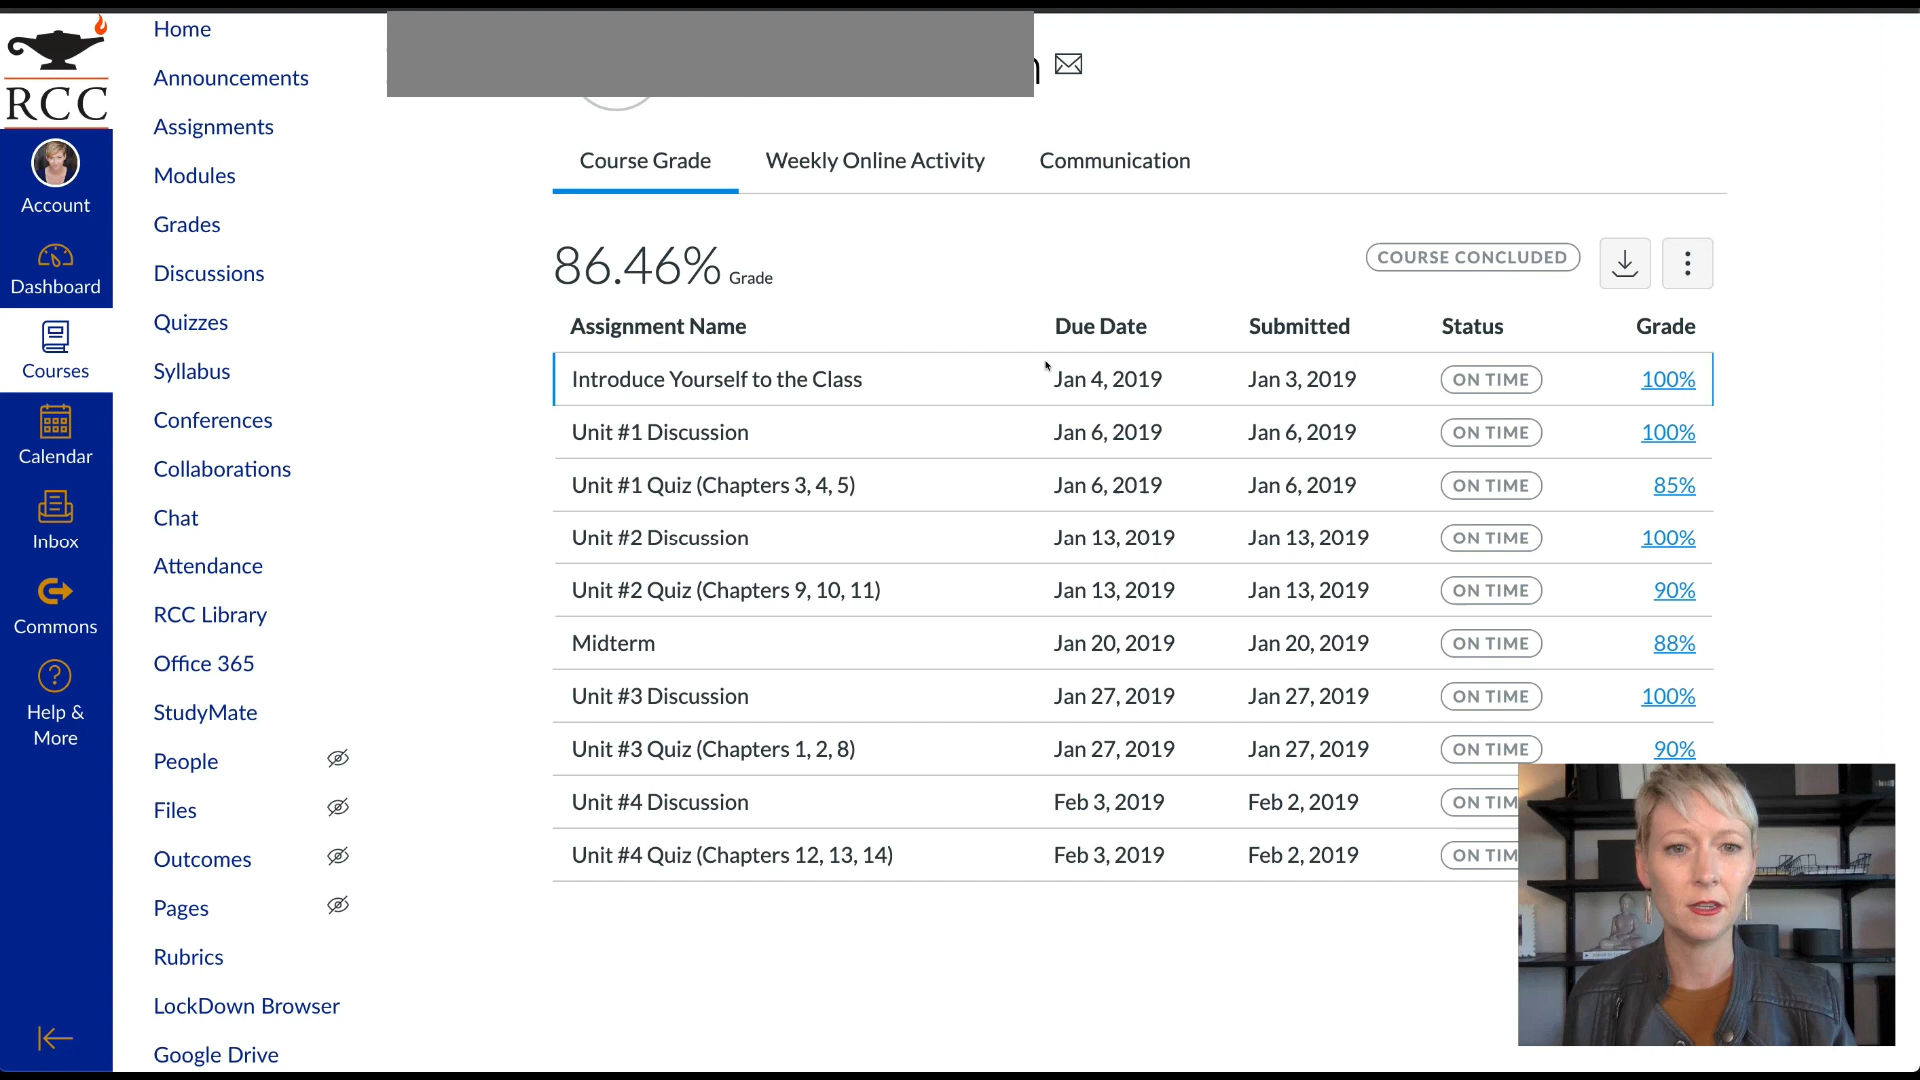 RCC
Account
Dashboard
Courses
Calendar
Inbox
Commons
Help &
More
Home
Announcements
Assignments
Modules
Grades
Discussions
Quizzes
Syllabus
Conferences
Collaborations
Chat
Attendance
RCC Library
Office 365
StudyMate
People
Files
Outcomes
Pages
Rubrics
LockDown Browser
Google Drive
Course Grade Weekly Online Activity Communication
86.46% Grade COURSE CONCLUDED
Assignment Name Due Date Submitted Status Grade
Introduce Yourself to the Class Jan 4, 2019 Jan 3, 2019 ON TIME 100%
Unit #1 Discussion Jan 6, 2019 Jan 6, 2019 ON TIME 100%
Unit #1 Quiz (Chapters 3, 4, 5) Jan 6, 2019 Jan 6, 2019 ON TIME 85%
Unit #2 Discussion Jan 13, 2019 Jan 13, 2019 ON TIME 100%
Unit #2 Quiz (Chapters 9, 10, 11) Jan 13, 2019 Jan 13, 2019 ON TIME 90%
Midterm Jan 20, 2019 Jan 20, 2019 ON TIME 88%
Unit #3 Discussion Jan 27, 2019 Jan 27, 2019 ON TIME 100%
Unit #3 Quiz (Chapters 1, 2, 8) Jan 27, 2019 Jan 27, 2019 ON TIME 90%
Unit #4 Discussion Feb 3, 2019 Feb 2, 2019 ON TIM
Unit #4 Quiz (Chapters 12, 13, 14) Feb 3, 2019 Feb 2, 2019 ON TIM